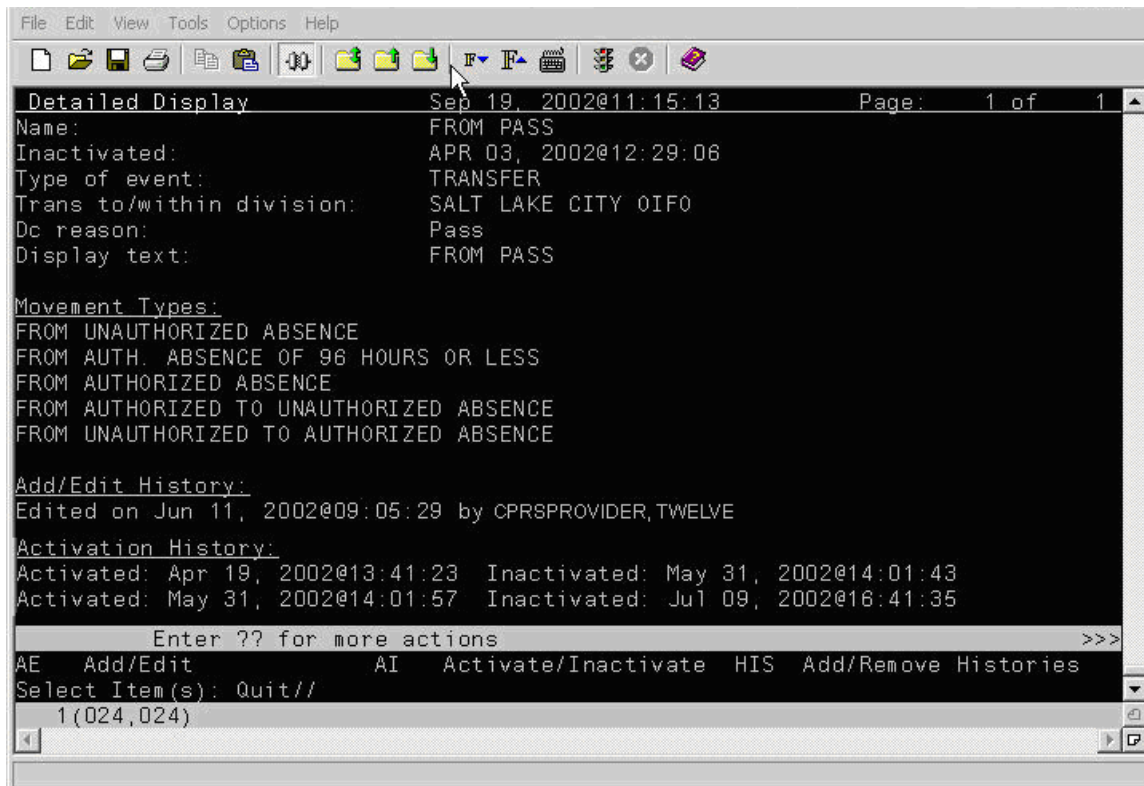 File Edit View Tools Options Help
Detailed Display Sep 19, 2002@11:15:13 Page: 1 of 1
Name: FROM PASS
Inactivated: APR 03, 2002@12:29:06
Type of event: TRANSFER
Trans to/within division: SALT LAKE CITY OIFO
Dc reason: Pass
Display text: FROM PASS
Movement Types:
FROM UNAUTHORIZED ABSENCE
FROM AUTH. ABSENCE OF 96 HOURS OR LESS
FROM AUTHORIZED ABSENCE
FROM AUTHORIZED TO UNAUTHORIZED ABSENCE
FROM UNAUTHORIZED TO AUTHORIZED ABSENCE
Add/Edit History:
Edited on Jun 11, 2002@09:05:29 by CPRSPROVIDER, TWELVE
Activation History:
Activated: Apr 19, 2002@13:41:23 Inactivated: May 31, 2002@14:01:43
Activated: May 31, 2002@14:01:57 Inactivated: Jul 09, 2002@16:41:35
Enter ?? for more actions >>>
AE Add/Edit AI Activate/Inactivate HIS Add/Remove Histories
Select Item(s): Quit//
1(024,024)